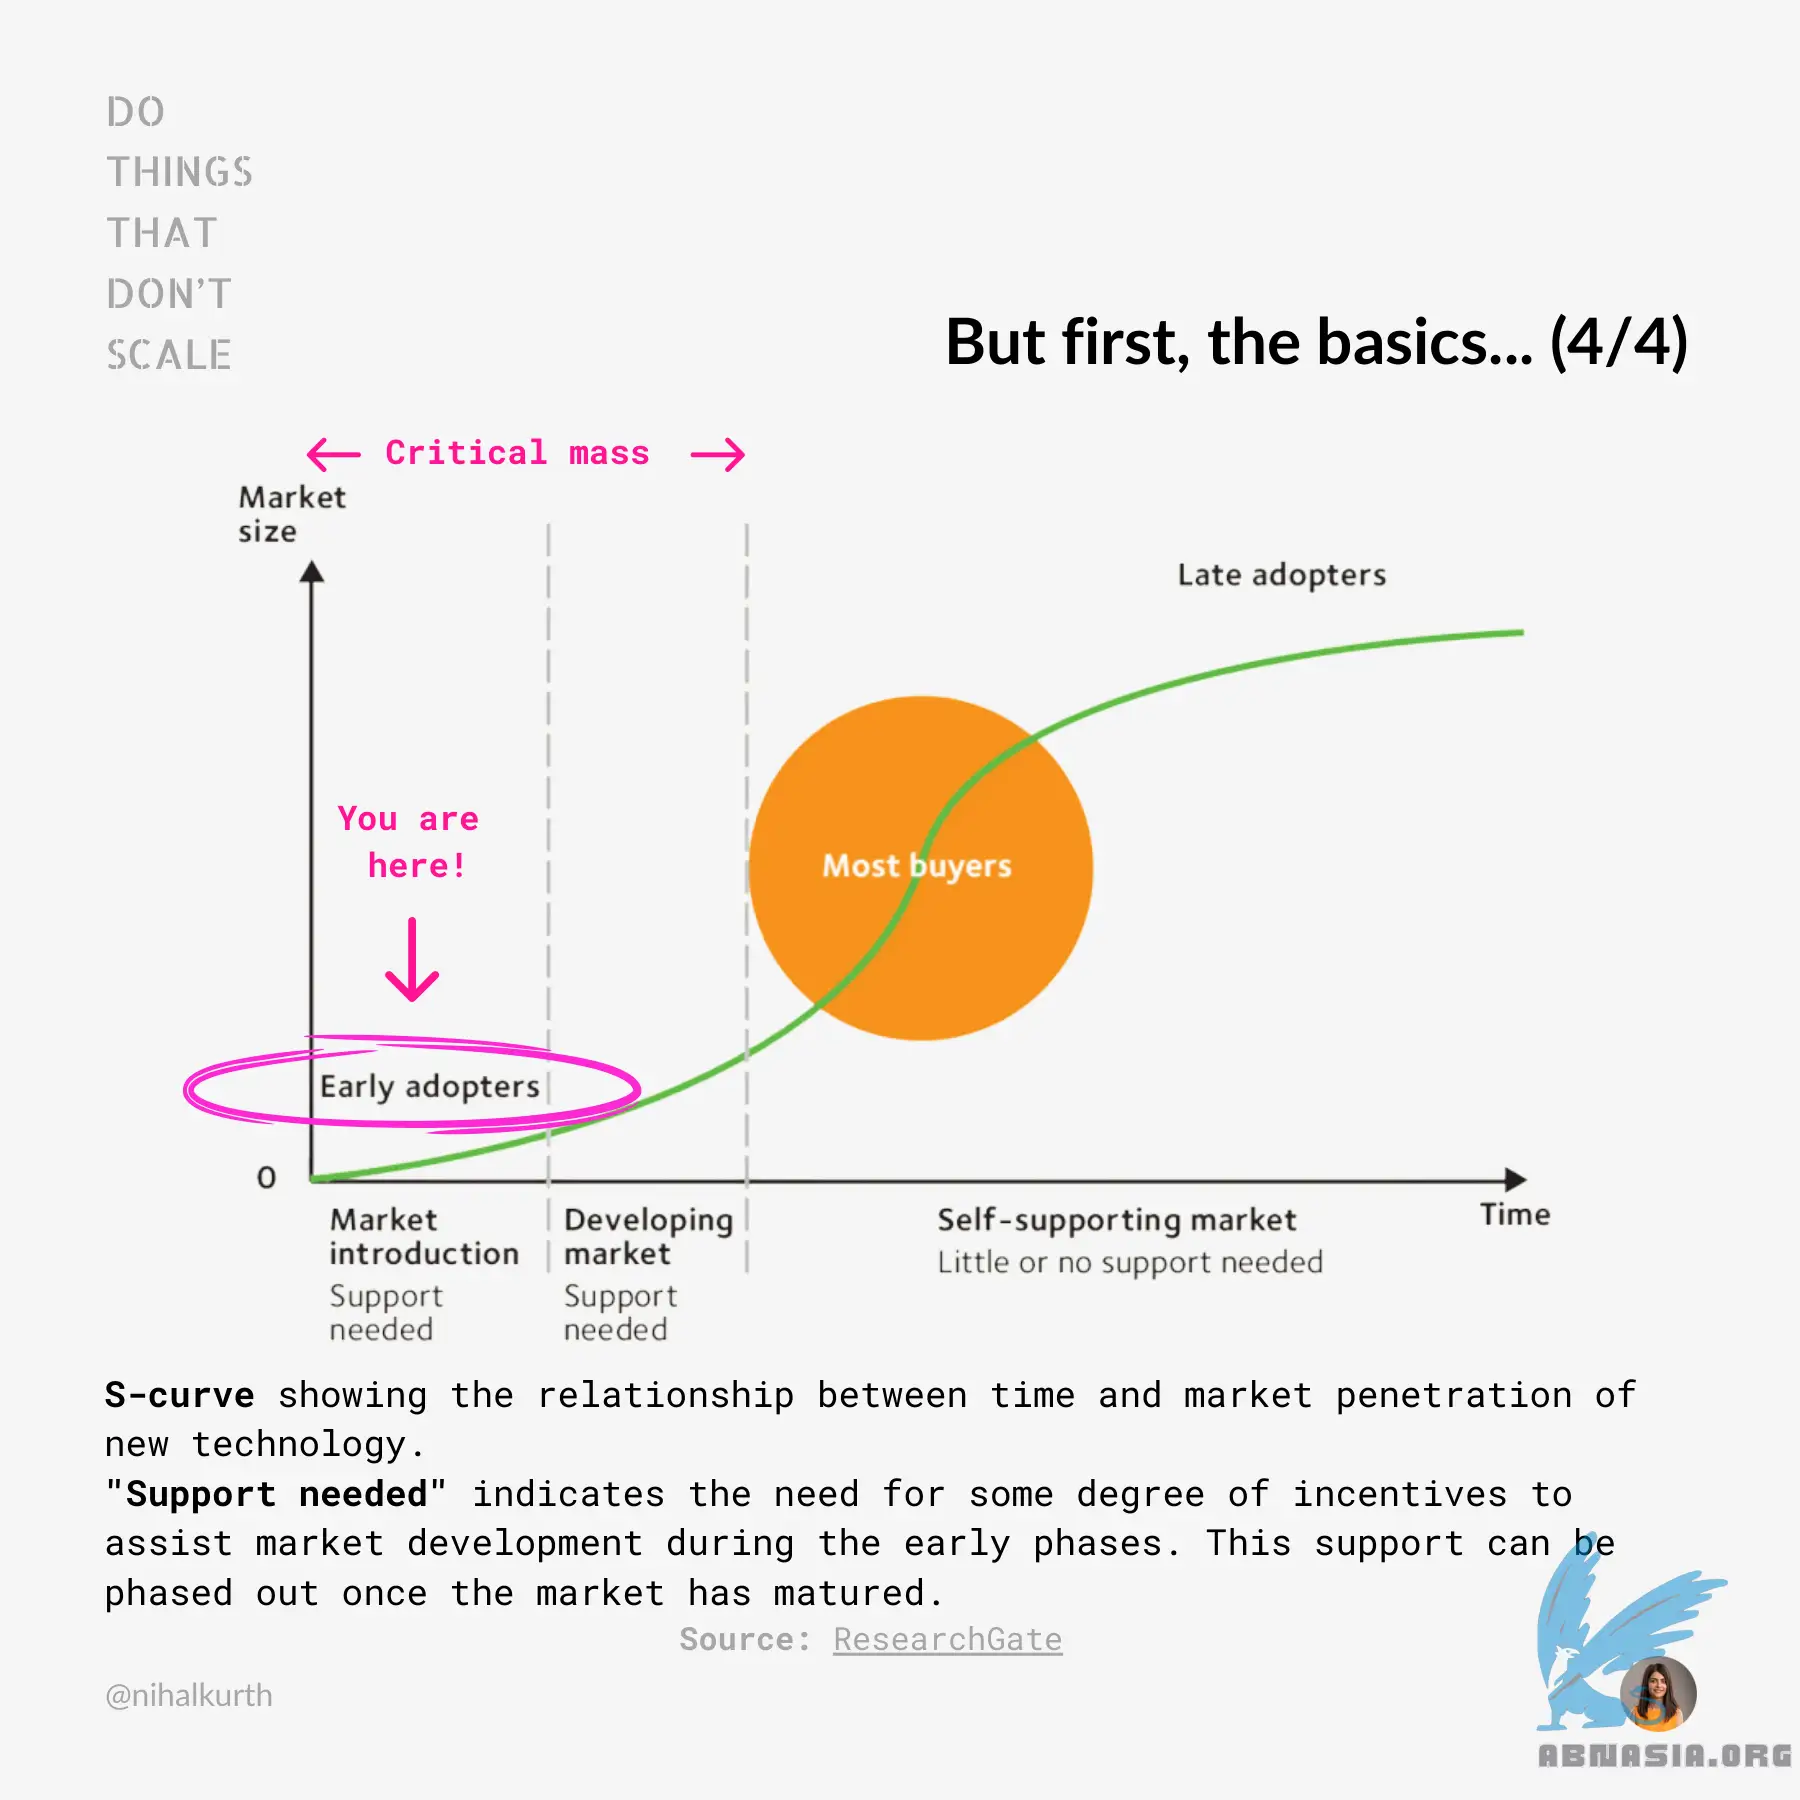 DO
THINGS
THAT
DON'T
SCALE
But first, the basics... (4/4)
Critical mass
Market
size
Late adopters
You are
here!
Most buyers
Early adopters
0
Time
Market
introduction
Support
needed
Developing
market
Support
needed
Self-supporting market
Little or no support needed
S-curve showing the relationship between time and market penetration of
new technology.
"Support needed" indicates the need for some degree of incentives to
assist market development during the early phases. This support can be
phased out once the market has matured.
Source: ResearchGate
@nihalkurth
ABNASIA.ORG